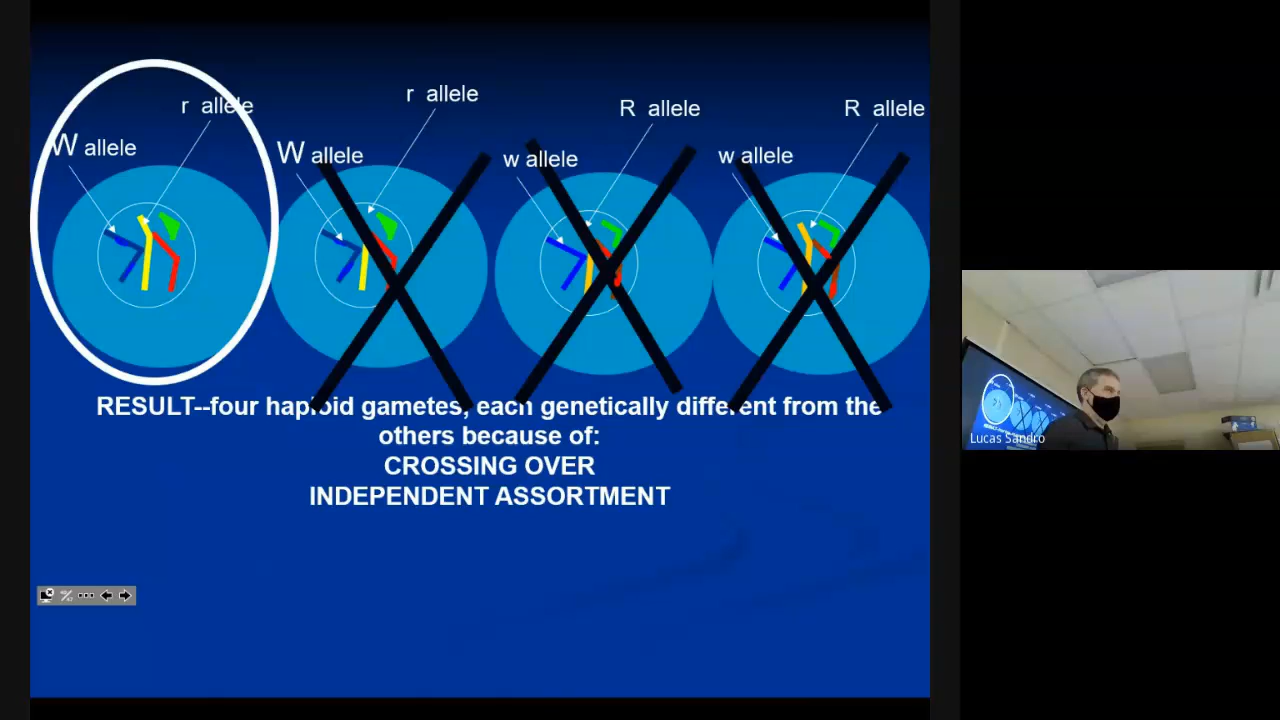 r allele
W allele
r allele
W allele
R allele
w allele
R allele
w allele
RESULT--four haploid gametes, each genetically different from the
others because of:
CROSSING OVER
INDEPENDENT ASSORTMENT
Lucas Sandro